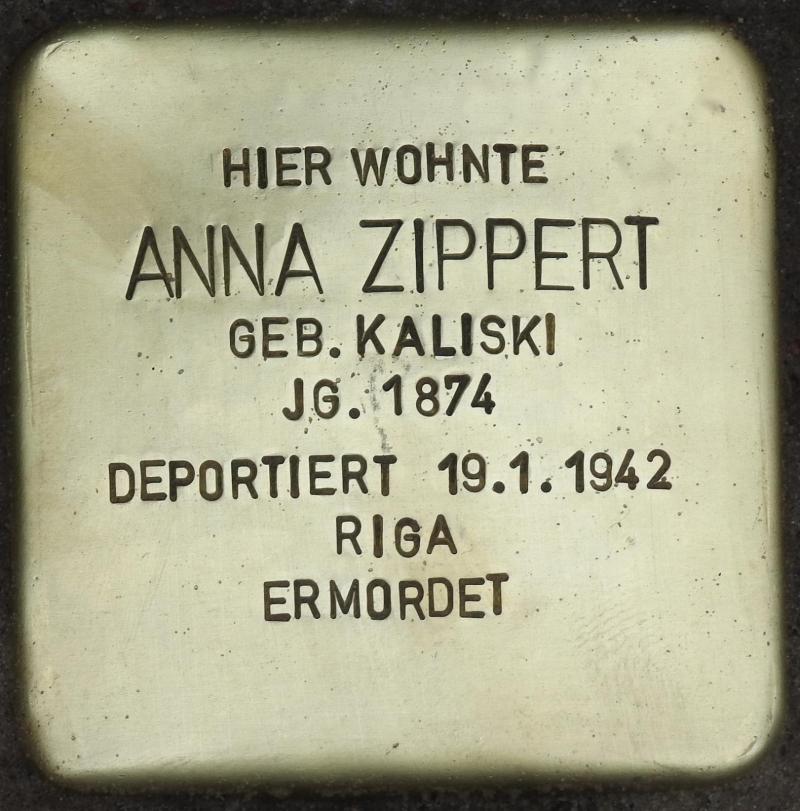 HIER WOHNTE
ANNA ZIPPERT
GEB. KALISKI
JG. 1874
DEPORTIERT 19.1.1942
RIGA
ERMORDET